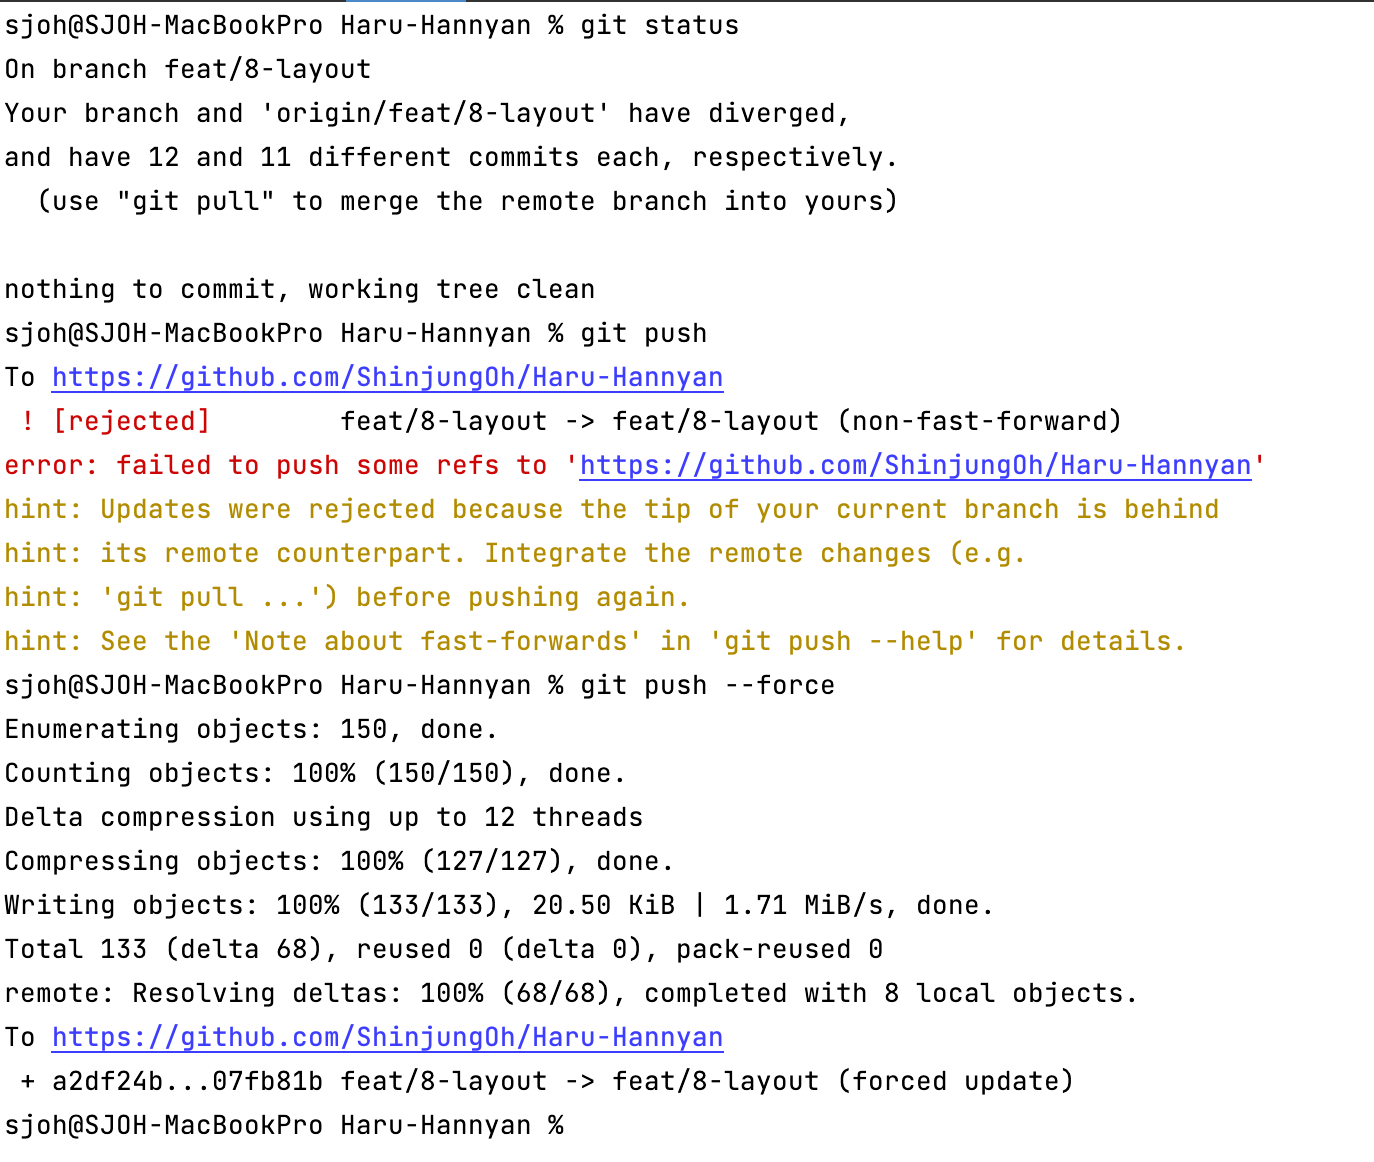 sjoh@SJOH-MacBookPro Haru-Hannyan % git status
On branch feat/8-layout
Your branch and 'origin/feat/8-layout' have diverged,
and have 12 and 11 different commits each, respectively.
  (use "git pull" to merge the remote branch into yours)

nothing to commit, working tree clean
sjoh@SJOH-MacBookPro Haru-Hannyan % git push
To https://github.com/ShinjungOh/Haru-Hannyan
 ! [rejected]        feat/8-layout -> feat/8-layout (non-fast-forward)
error: failed to push some refs to 'https://github.com/ShinjungOh/Haru-Hannyan'
hint: Updates were rejected because the tip of your current branch is behind
hint: its remote counterpart. Integrate the remote changes (e.g.
hint: 'git pull ...') before pushing again.
hint: See the 'Note about fast-forwards' in 'git push --help' for details.
sjoh@SJOH-MacBookPro Haru-Hannyan % git push --force
Enumerating objects: 150, done.
Counting objects: 100% (150/150), done.
Delta compression using up to 12 threads
Compressing objects: 100% (127/127), done.
Writing objects: 100% (133/133), 20.50 KiB | 1.71 MiB/s, done.
Total 133 (delta 68), reused 0 (delta 0), pack-reused 0
remote: Resolving deltas: 100% (68/68), completed with 8 local objects.
To https://github.com/ShinjungOh/Haru-Hannyan
 + a2df24b...07fb81b feat/8-layout -> feat/8-layout (forced update)
sjoh@SJOH-MacBookPro Haru-Hannyan %